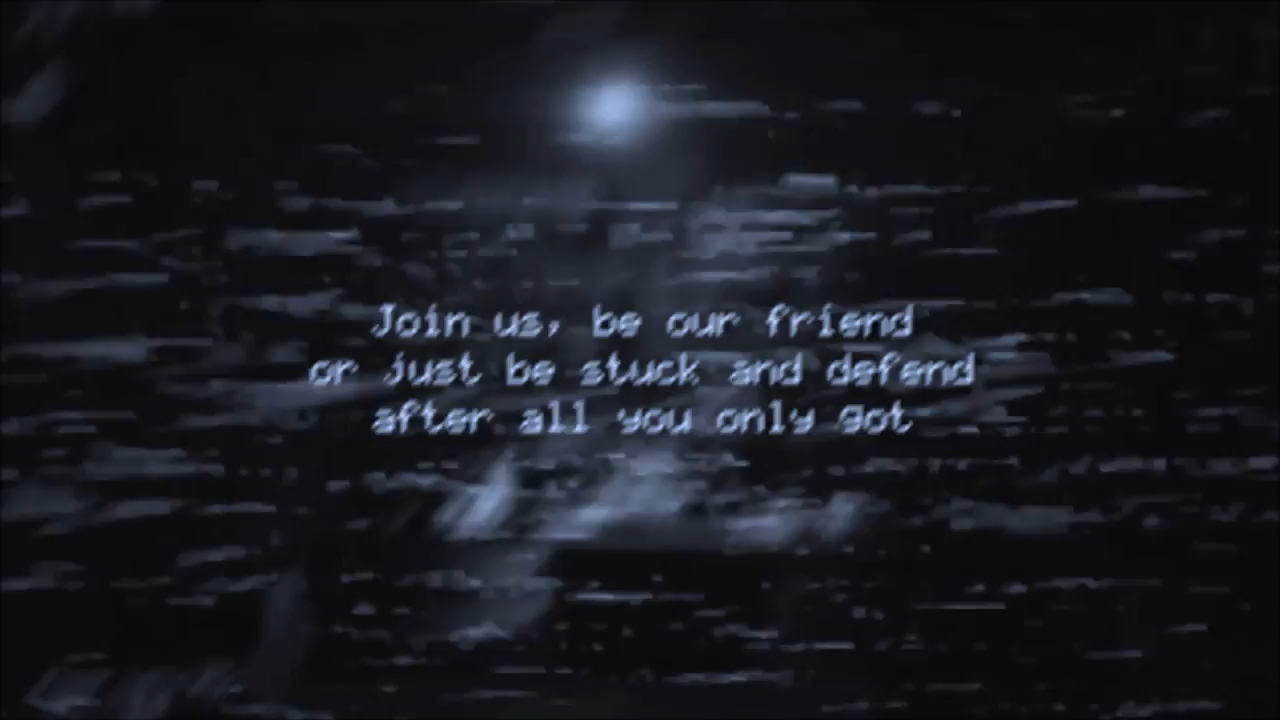 Join us, be our friend
or just be stuck and defend
after all you only got